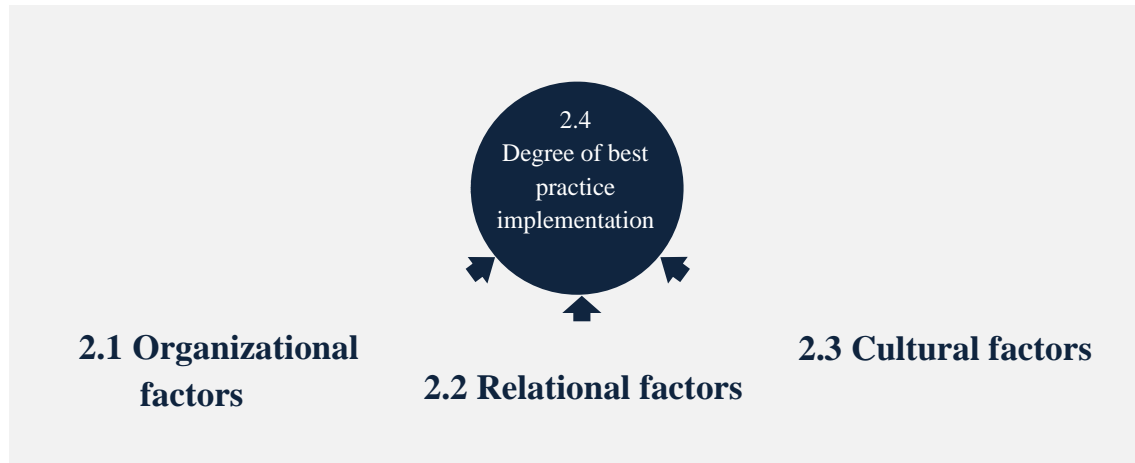 2.4
Degree of best
practice
implementation
2.1 Organizational
factors
2.2 Relational factors
2.3 Cultural factors